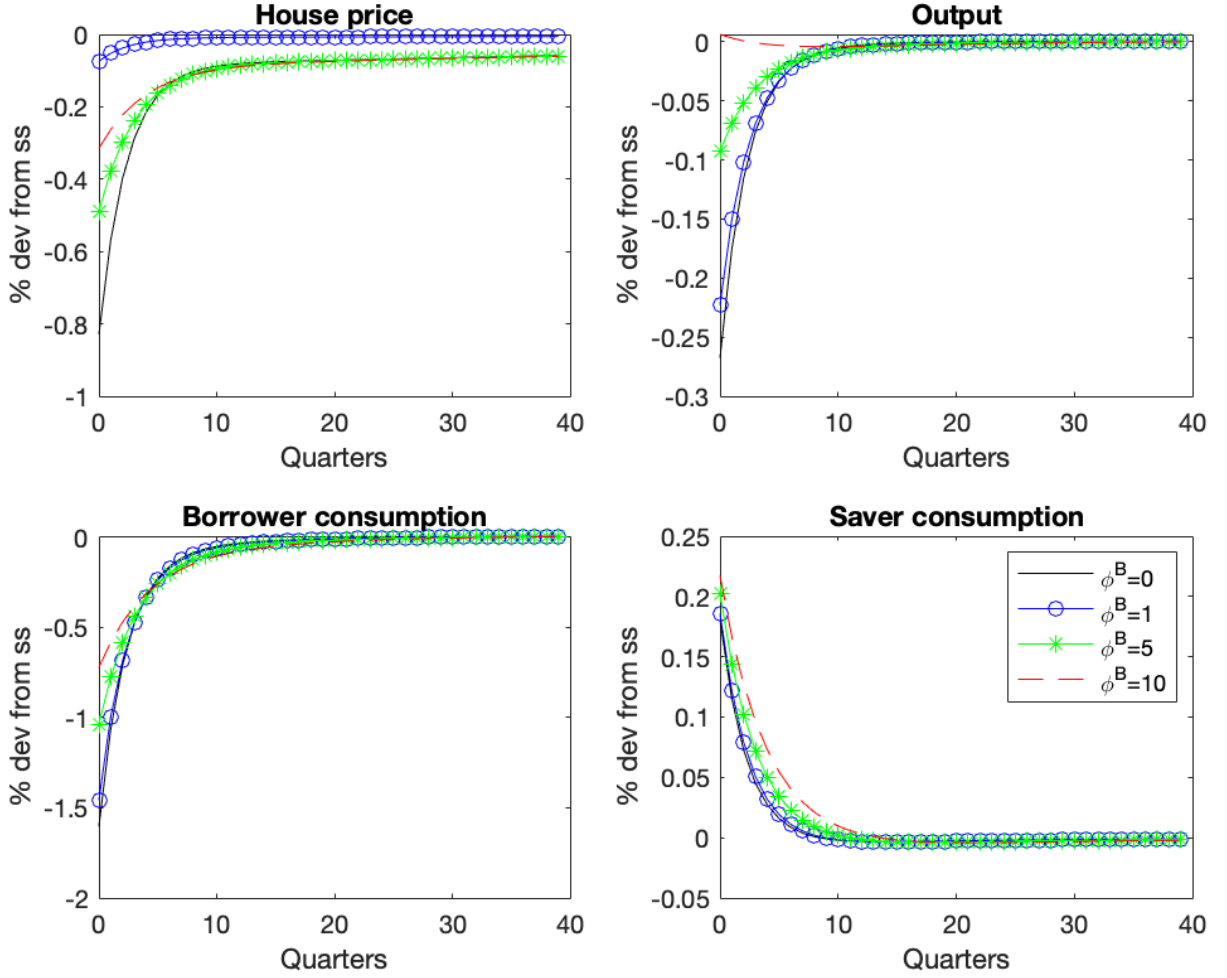 House price
0
-0.2
-0.4
-0.6
-0.8
-1
% dev from ss
0 10 20 30 40
Quarters
Output
0
-0.05
-0.1
-0.15
-0.2
-0.25
-0.3
% dev from ss
0 10 20 30 40
Quarters
Borrower consumption
0
-0.5
-1
-1.5
-2
% dev from ss
0 10 20 30 40
Quarters
Saver consumption
0.25
0.2
0.15
0.1
0.05
0
-0.05
% dev from ss
ϕ^B=0
ϕ^B=1
ϕ^B=5
ϕ^B=10
0 10 20 30 40
Quarters